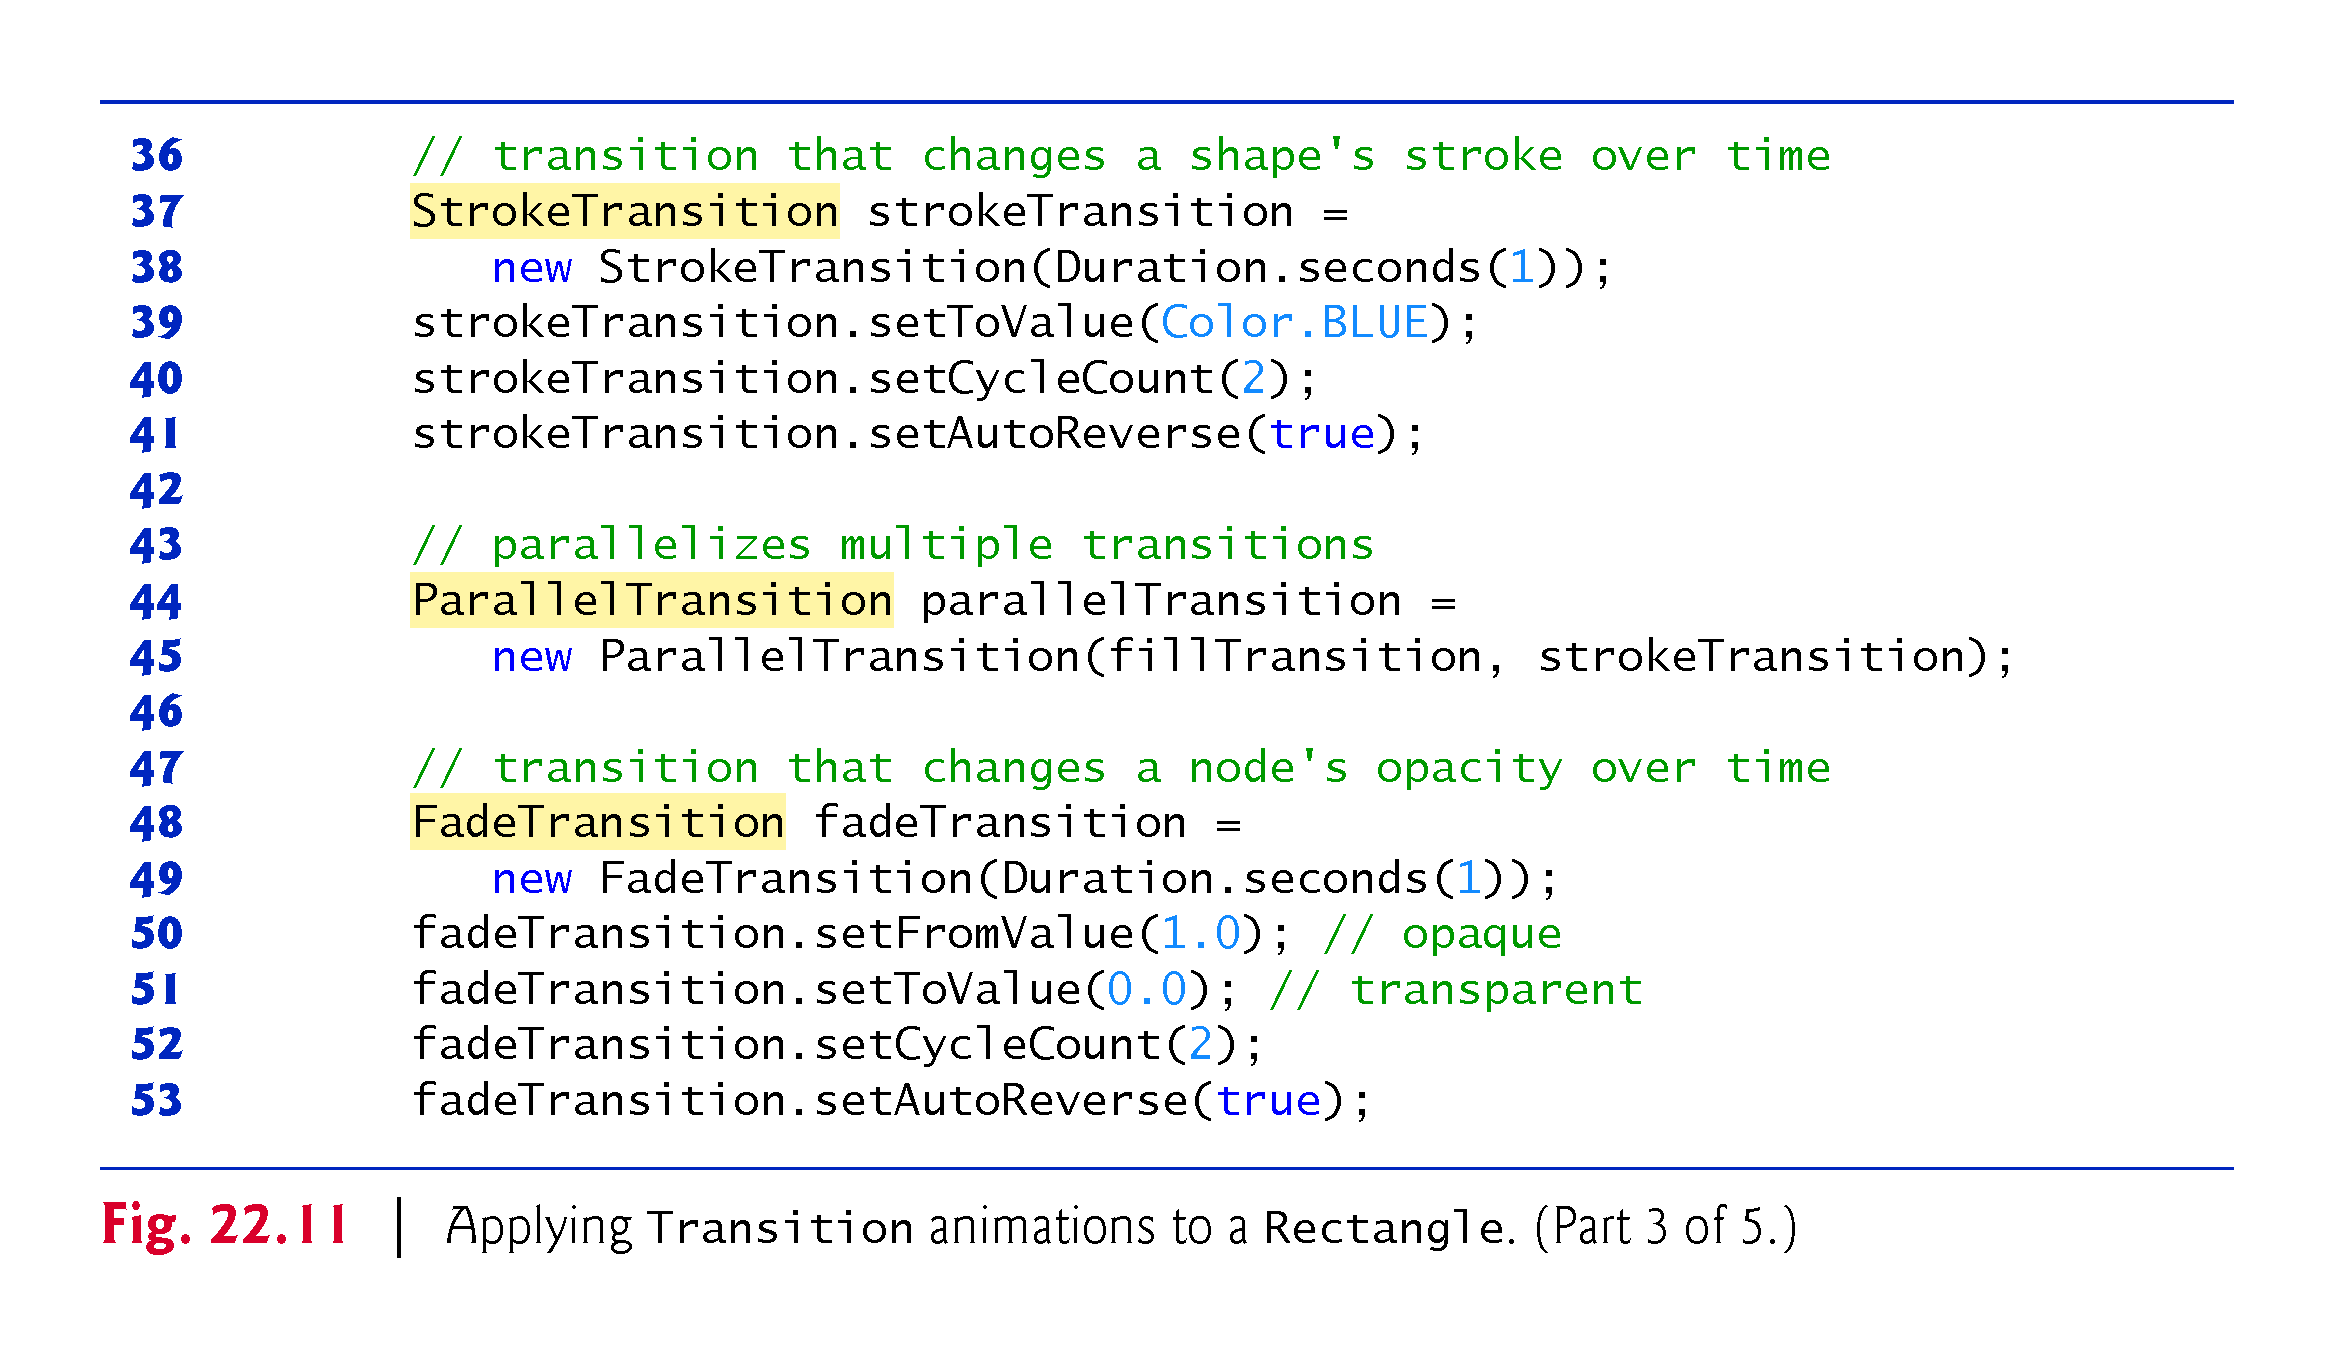 36 // transition that changes a shape's stroke over time
37 StrokeTransition strokeTransition =
38 new StrokeTransition(Duration.seconds(1));
39 strokeTransition.setToValue(Color.BLUE);
40 strokeTransition.setCycleCount(2);
41 strokeTransition.setAutoReverse(true);
42
43 // parallelizes multiple transitions
44 ParallelTransition parallelTransition =
45 new ParallelTransition(fillTransition, strokeTransition);
46
47 // transition that changes a node's opacity over time
48 FadeTransition fadeTransition =
49 new FadeTransition(Duration.seconds(1));
50 fadeTransition.setFromValue(1.0); // opaque
51 fadeTransition.setToValue(0.0); // transparent
52 fadeTransition.setCycleCount(2);
53 fadeTransition.setAutoReverse(true);
Fig. 22.11 | Applying Transition animations to a Rectangle. (Part 3 of 5.)